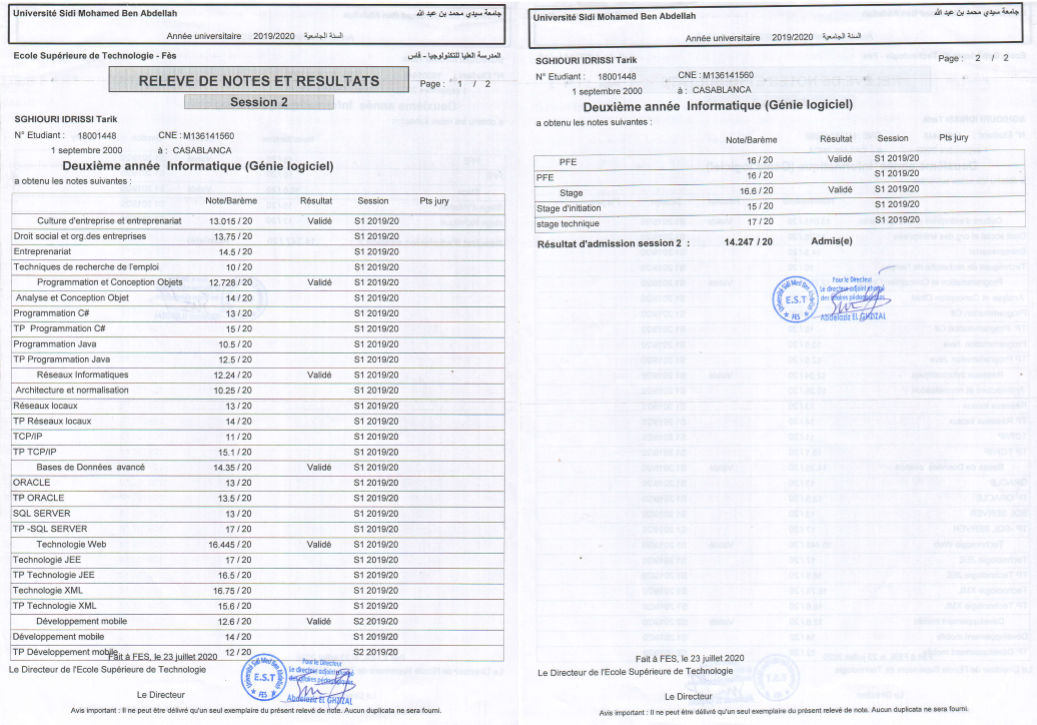 Université Sidi Mohamed Ben Abdellah جامعة سيدي محمد بن عبد الله
Année universitaire 2019/2020 السنة الجامعية
Ecole Supérieure de Technologie - Fès المدرسة العليا للتكنولوجيا - فاس
RELEVE DE NOTES ET RESULTATS
Page : 1 / 2
Session 2
SGHIOURI IDRISSI Tarik
N° Etudiant : 18001448 CNE : M136141560
1 septembre 2000 à : CASABLANCA
Deuxième année Informatique (Génie logiciel)
a obtenu les notes suivantes :
Note/Barème Résultat Session Pts jury
Culture d'entreprise et entreprenariat 13.015 / 20 Validé S1 2019/20
Droit social et org.des entreprises 13.75 / 20 S1 2019/20
Entreprenariat 14.5 / 20 S1 2019/20
Techniques de recherche de l'emploi 10 / 20 S1 2019/20
Programmation et Conception Objets 12.728 / 20 Validé S1 2019/20
Analyse et Conception Objet 14 / 20 S1 2019/20
Programmation C# 13 / 20 S1 2019/20
TP Programmation C# 15 / 20 S1 2019/20
Programmation Java 10.5 / 20 S1 2019/20
TP Programmation Java 12.5 / 20 S1 2019/20
Réseaux Informatiques 12.24 / 20 Validé S1 2019/20
Architecture et normalisation 10.25 / 20 S1 2019/20
Réseaux locaux 13 / 20 S1 2019/20
TP Réseaux locaux 14 / 20 S1 2019/20
TCP/IP 11 / 20 S1 2019/20
TP TCP/IP 15.1 / 20 S1 2019/20
Bases de Données avancé 14.35 / 20 Validé S1 2019/20
ORACLE 13 / 20 S1 2019/20
TP ORACLE 13.5 / 20 S1 2019/20
SQL SERVER 13 / 20 S1 2019/20
TP -SQL SERVER 17 / 20 S1 2019/20
Technologie Web 16.445 / 20 Validé S1 2019/20
Technologie JEE 17 / 20 S1 2019/20
TP Technologie JEE 16.5 / 20 S1 2019/20
Technologie XML 16.75 / 20 S1 2019/20
TP Technologie XML 15.6 / 20 S1 2019/20
Développement mobile 12.6 / 20 Validé S2 2019/20
Développement mobile 14 / 20 S1 2019/20
TP Développement mobile 12 / 20 S2 2019/20
Fait à FES, le 23 juillet 2020
Le Directeur de l'Ecole Supérieure de Technologie
Le Directeur
E.S.T
FES
Pour le Directeur
Le directeur adjoint chargé
des affaires pédagogiques
Abdelaziz EL GHZIZAL
Avis important : Il ne peut être délivré qu'un seul exemplaire du présent relevé de note. Aucun duplicata ne sera fourni.
Université Sidi Mohamed Ben Abdellah جامعة سيدي محمد بن عبد الله
Année universitaire 2019/2020 السنة الجامعية
SGHIOURI IDRISSI Tarik Page : 2 / 2
N° Etudiant : 18001448 CNE : M136141560
1 septembre 2000 à : CASABLANCA
Deuxième année Informatique (Génie logiciel)
a obtenu les notes suivantes :
Note/Barème Résultat Session Pts jury
PFE 16 / 20 Validé S1 2019/20
PFE 16 / 20 S1 2019/20
Stage 16.6 / 20 Validé S1 2019/20
Stage d'initiation 15 / 20 S1 2019/20
stage technique 17 / 20 S1 2019/20
Résultat d'admission session 2 : 14.247 / 20 Admis(e)
E.S.T
FES
Pour le Directeur
Le directeur adjoint chargé
Abdelaziz EL GHZIZAL
Fait à FES, le 23 juillet 2020
Le Directeur de l'Ecole Supérieure de Technologie
Le Directeur
Avis important : Il ne peut être délivré qu'un seul exemplaire du présent relevé de note. Aucun duplicata ne sera fourni.